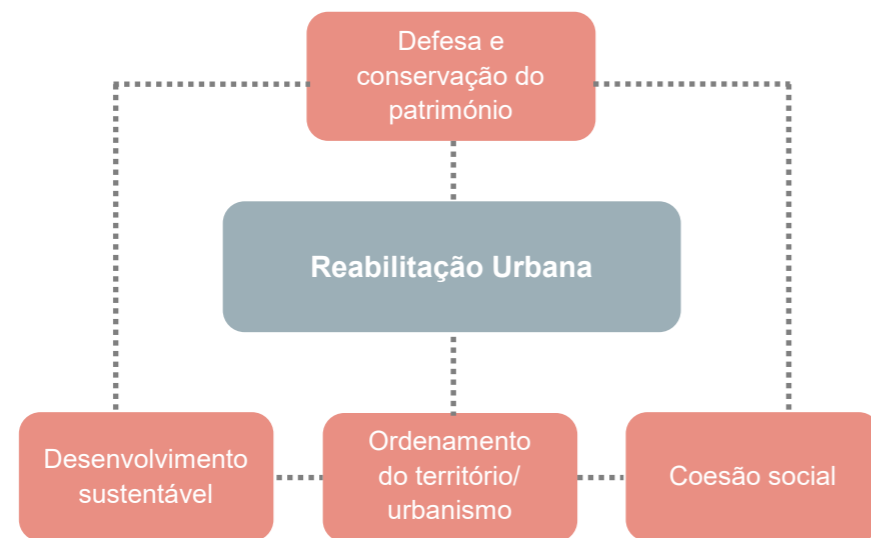 Defesa e
conservação do
património
Reabilitação Urbana
Desenvolvimento
sustentável
Ordenamento
do território/
urbanismo
Coesão social